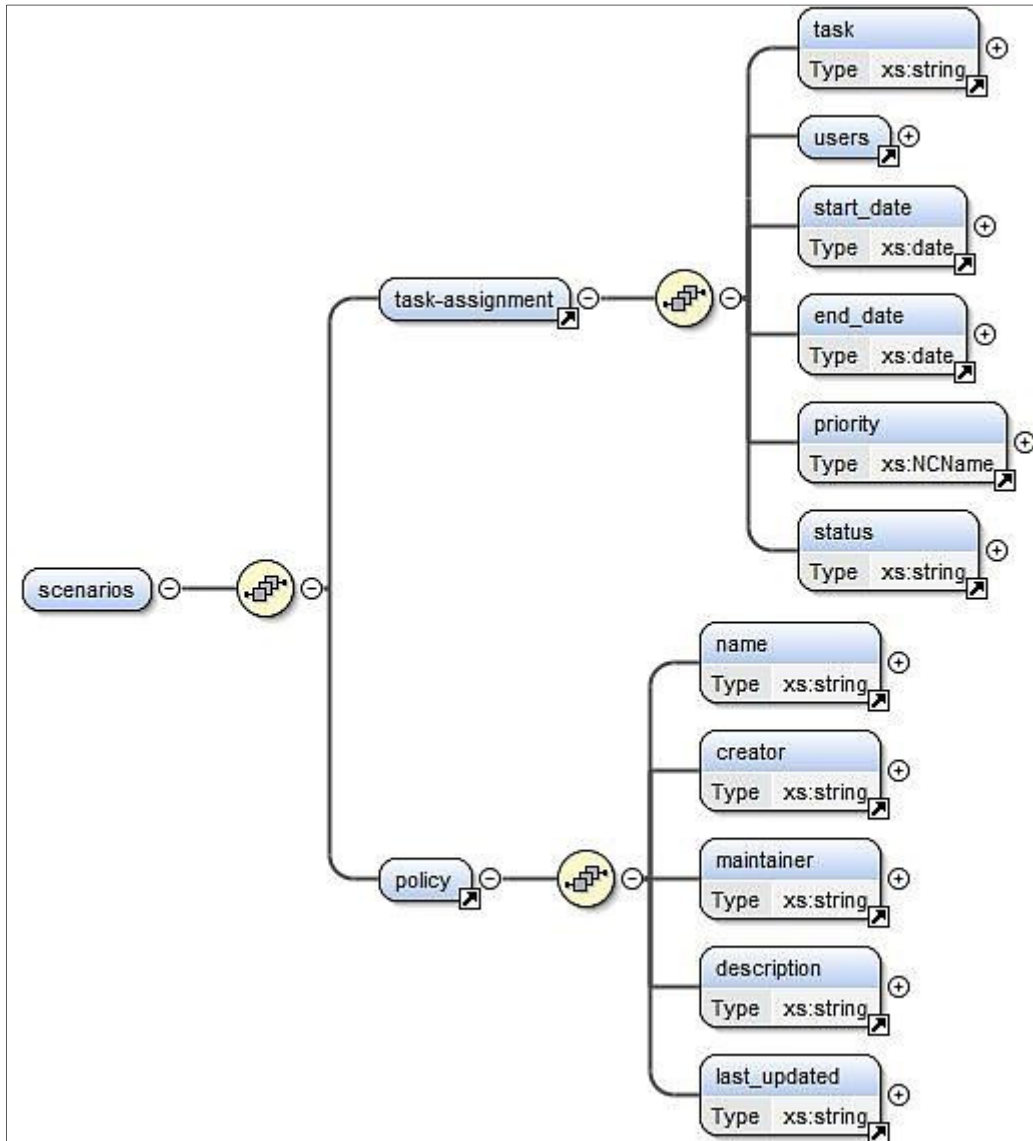 task
Type xs:string
users
start_date
Type xs:date
task-assignment
end_date
Type xs:date
priority
Type xs:NCName
status
Type xs:string
scenarios
name
Type xs:string
creator
Type xs:string
maintainer
Type xs:string
policy
description
Type xs:string
last_updated
Type xs:string